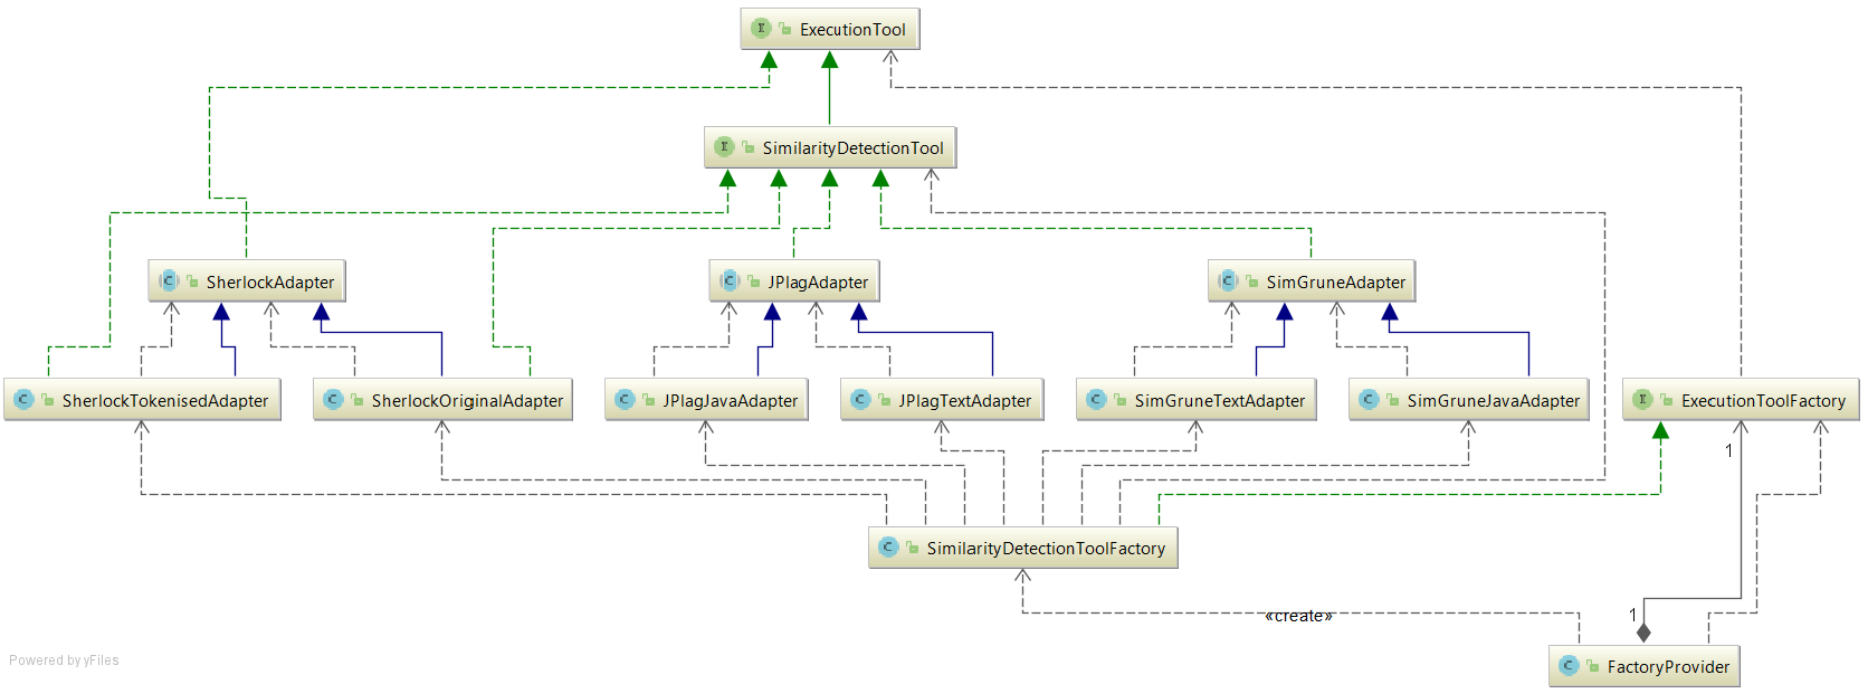 ExecutionTool
SimilarityDetectionTool
SherlockAdapter
JPlagAdapter
SimGruneAdapter
SherlockTokenisedAdapter
SherlockOriginalAdapter
JPlagJavaAdapter
JPlagTextAdapter
SimGruneTextAdapter
SimGruneJavaAdapter
ExecutionToolFactory
1
SimilarityDetectionToolFactory
«create»
1
Powered by yFiles
FactoryProvider